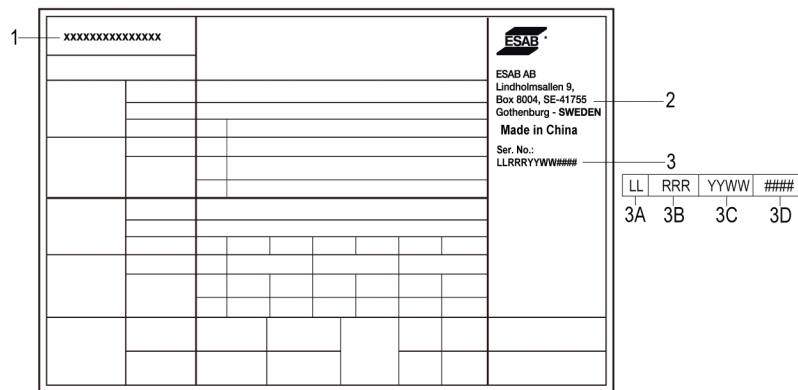 1
xxxxxxxxxxxxxxx
ESAB
ESAB AB
Lindholmsallen 9,
Box 8004, SE-41755
2
Gothenburg - SWEDEN
Made in China
Ser. No.:
LLRRRYYWW####
3
LL RRR YYWW ####
3A 3B 3C 3D